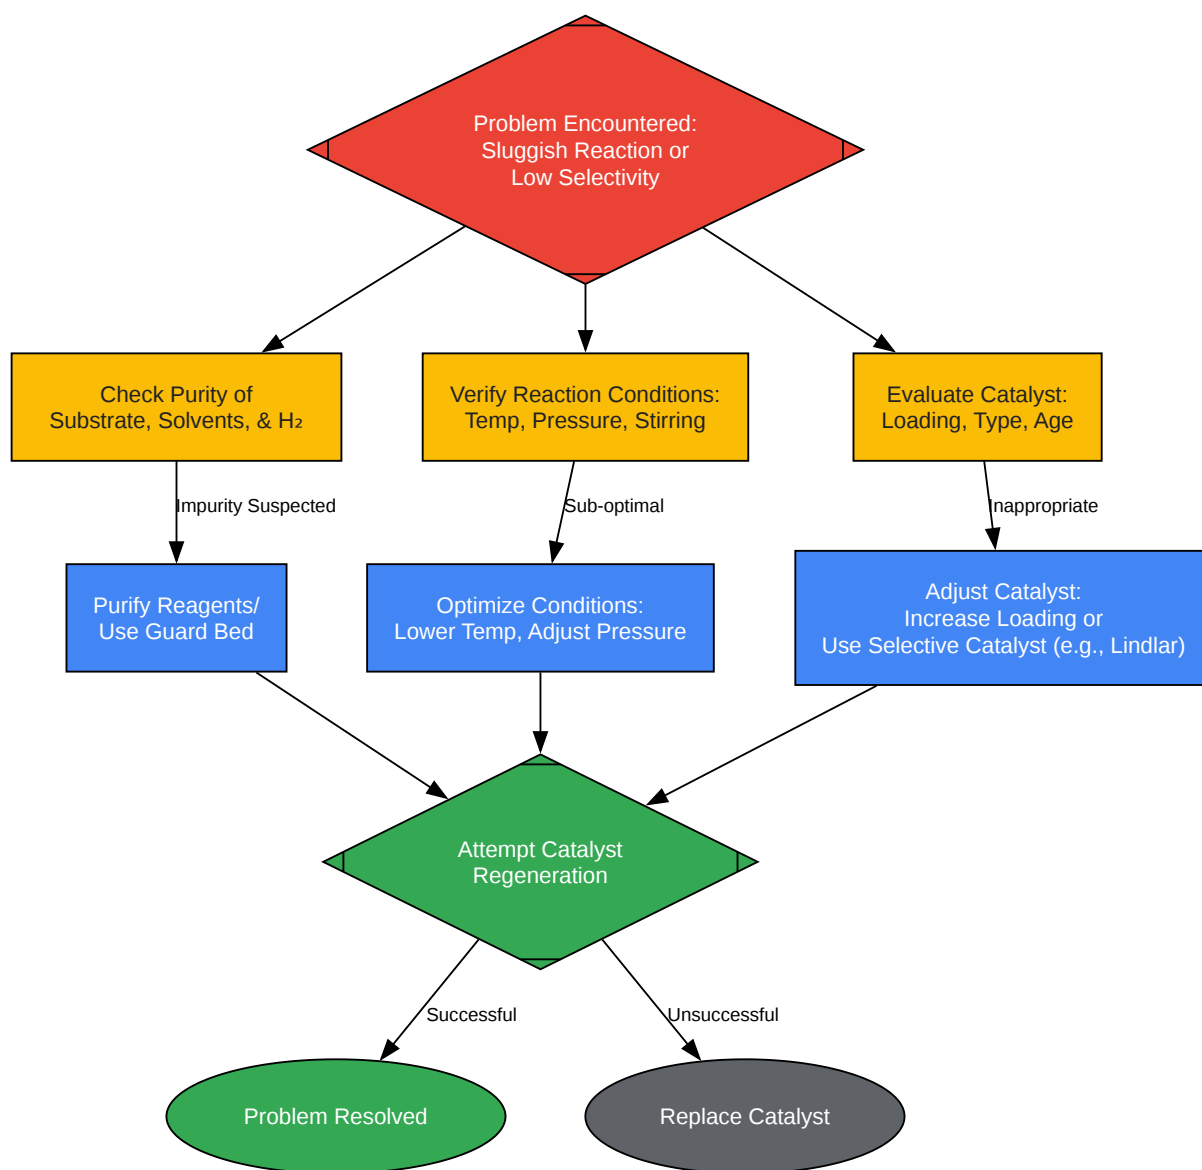 Problem Encountered:
Sluggish Reaction or
Low Selectivity
Check Purity of
Substrate, Solvents, & H₂
Verify Reaction Conditions:
Temp, Pressure, Stirring
Evaluate Catalyst:
Loading, Type, Age
Impurity Suspected
Sub-optimal
Inappropriate
Purify Reagents/
Use Guard Bed
Optimize Conditions:
Lower Temp, Adjust Pressure
Adjust Catalyst:
Increase Loading or
Use Selective Catalyst (e.g., Lindlar)
Attempt Catalyst
Regeneration
Successful
Unsuccessful
Problem Resolved
Replace Catalyst